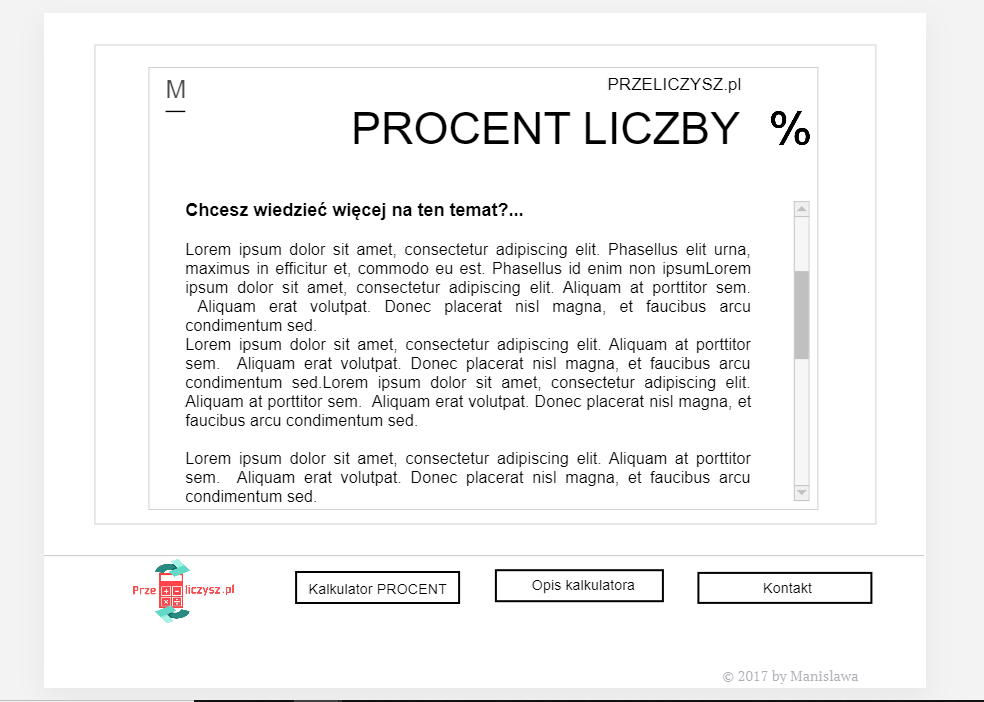 M
PRZELICZYSZ.pl
PROCENT LICZBY %
Chcesz wiedzieć więcej na ten temat?...
Lorem ipsum dolor sit amet, consectetur adipiscing elit. Phasellus elit urna,
maximus in efficitur et, commodo eu est. Phasellus id enim non ipsumLorem
ipsum dolor sit amet, consectetur adipiscing elit. Aliquam at porttitor sem.
Aliquam erat volutpat. Donec placerat nisl magna, et faucibus arcu
condimentum sed.
Lorem ipsum dolor sit amet, consectetur adipiscing elit. Aliquam at porttitor
sem. Aliquam erat volutpat. Donec placerat nisl magna, et faucibus arcu
condimentum sed.Lorem ipsum dolor sit amet, consectetur adipiscing elit.
Aliquam at porttitor sem. Aliquam erat volutpat. Donec placerat nisl magna, et
faucibus arcu condimentum sed.
Lorem ipsum dolor sit amet, consectetur adipiscing elit. Aliquam at porttitor
sem. Aliquam erat volutpat. Donec placerat nisl magna, et faucibus arcu
condimentum sed.
Prze liczysz.pl
Kalkulator PROCENT
Opis kalkulatora
Kontakt
© 2017 by Manislawa